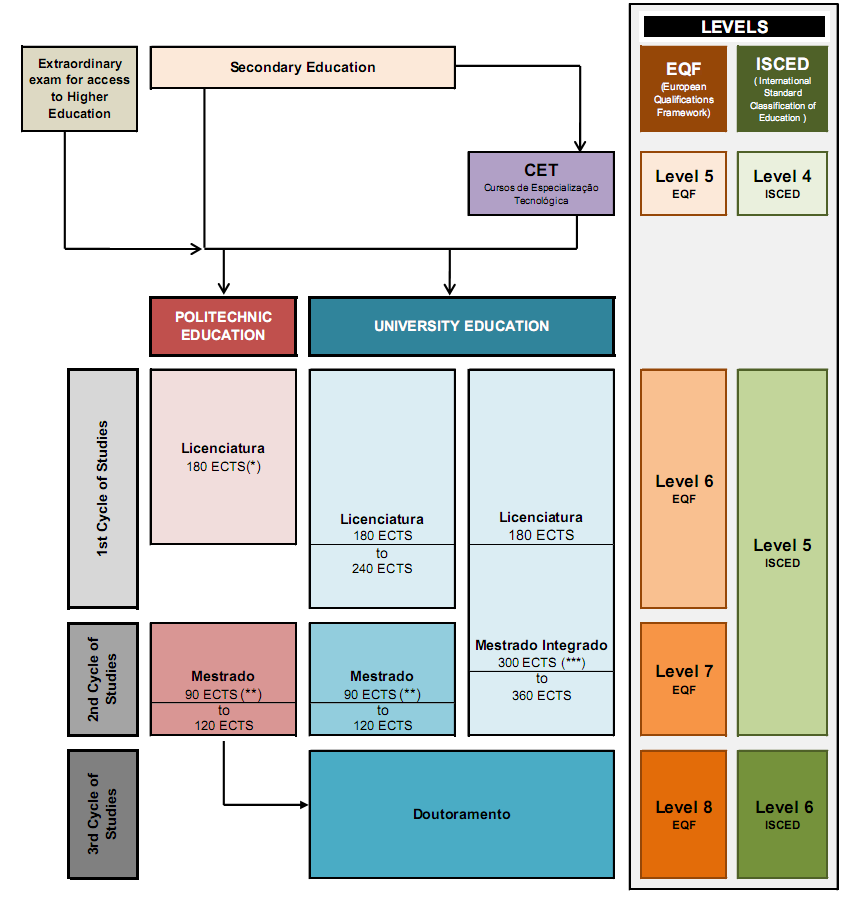 LEVELS
Extraordinary
exam for access
to Higher
Education
Secondary Education
EQF
(European
Qualifications
Framework)
ISCED
( International
Standard
Classification of
Education )
CET
Cursos de Especialização
Tecnológica
Level 5
EQF
Level 4
ISCED
POLITECHNIC
EDUCATION
UNIVERSITY EDUCATION
1st Cycle of Studies
Licenciatura
180 ECTS(*)
Licenciatura
180 ECTS
to
240 ECTS
Licenciatura
180 ECTS
Level 6
EQF
Level 5
ISCED
2nd Cycle of
Studies
Mestrado
90 ECTS (**)
to
120 ECTS
Mestrado
90 ECTS (**)
to
120 ECTS
Mestrado Integrado
300 ECTS (***)
to
360 ECTS
Level 7
EQF
3rd Cycle of
Studies
Doutoramento
Level 8
EQF
Level 6
ISCED